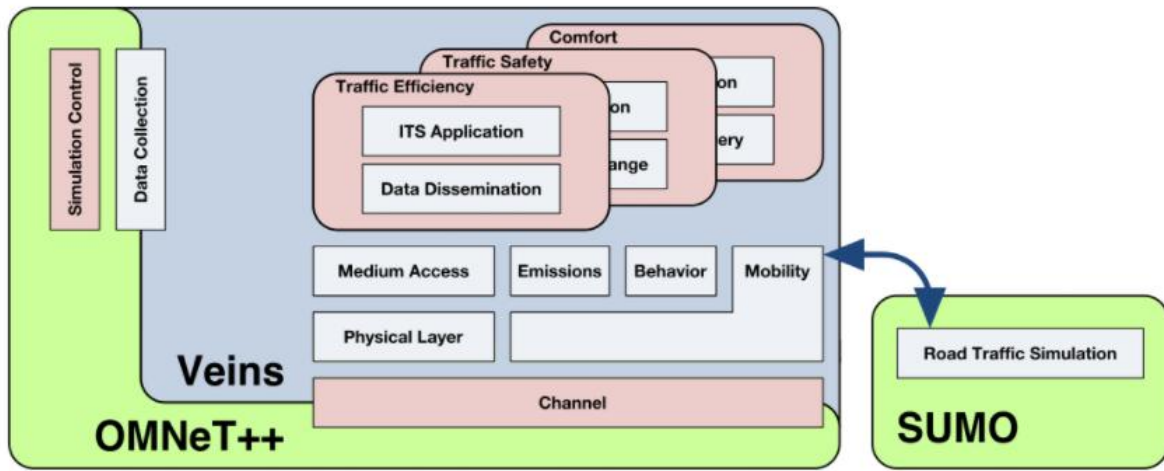 Comfort
Traffic Safety
Traffic Efficiency
ITS Application
Data Dissemination
on
ange
on
ery
Simulation Control
Data Collection
Medium Access
Emissions
Behavior
Mobility
Physical Layer
Road Traffic Simulation
Veins
Channel
OMNeT++
SUMO